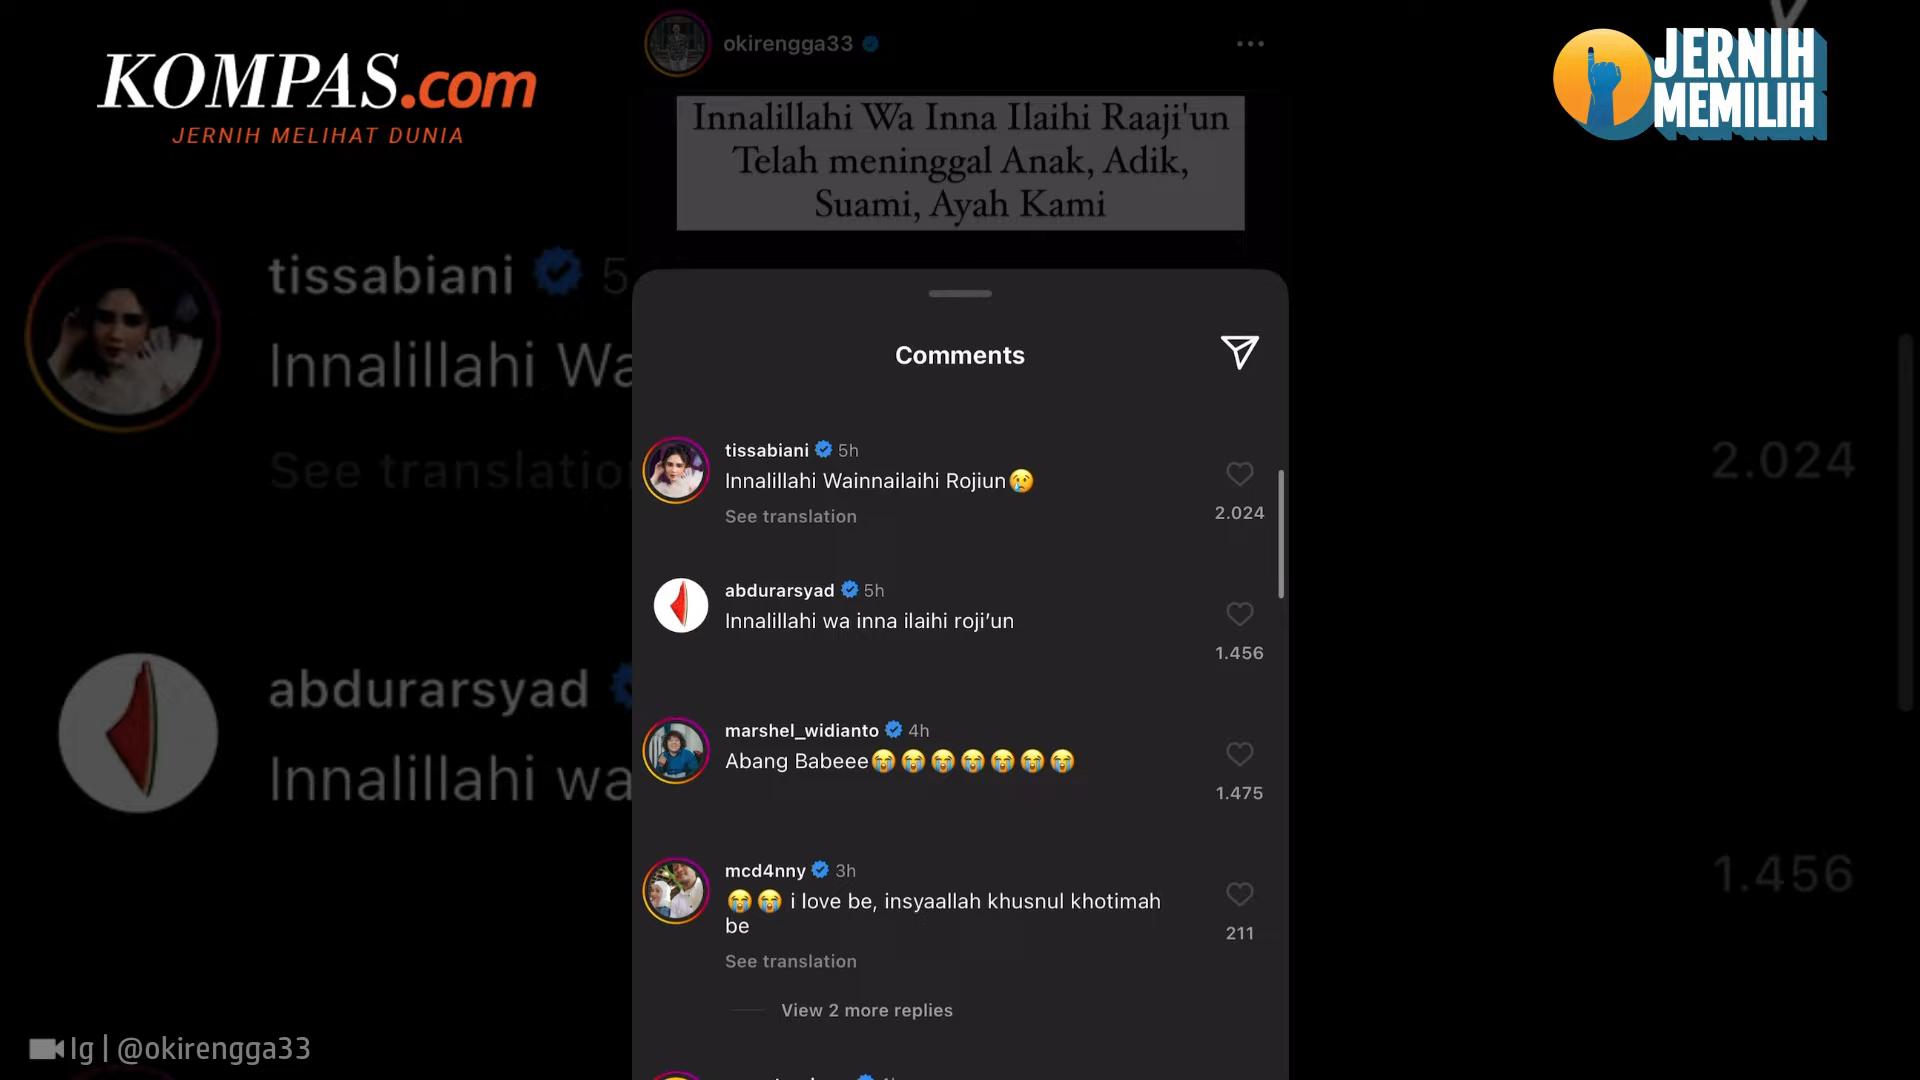 KOMPAS.com
JERNIH MELIHAT DUNIA
okirengga33
JERNIH
MEMILIH
Innalillahi Wa Inna Ilaihi Raaji'un
Telah meninggal Anak, Adik,
Suami, Ayah Kami
tissabiani 5
Innalillahi Wa
See translatio
2.024
abdurarsyad
Innalillahi wa
1.456
Comments
tissabiani 5h
Innalillahi Wainnailaihi Rojiun😢
See translation
2.024
abdurarsyad 5h
Innalillahi wa inna ilaihi roji’un
1.456
marshel_widianto 4h
Abang Babeee😭😭😭😭😭😭😭
1.475
mcd4nny 3h
😭😭 i love be, insyaallah khusnul khotimah
be
211
See translation
View 2 more replies
Ig | @okirengga33